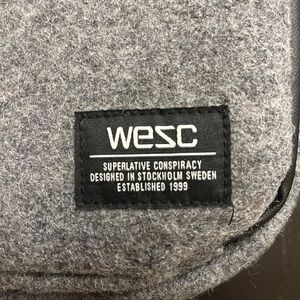 wesc
SUPERLATIVE CONSPIRACY
DESIGNED IN STOCKHOLM SWEDEN
ESTABLISHED 1999